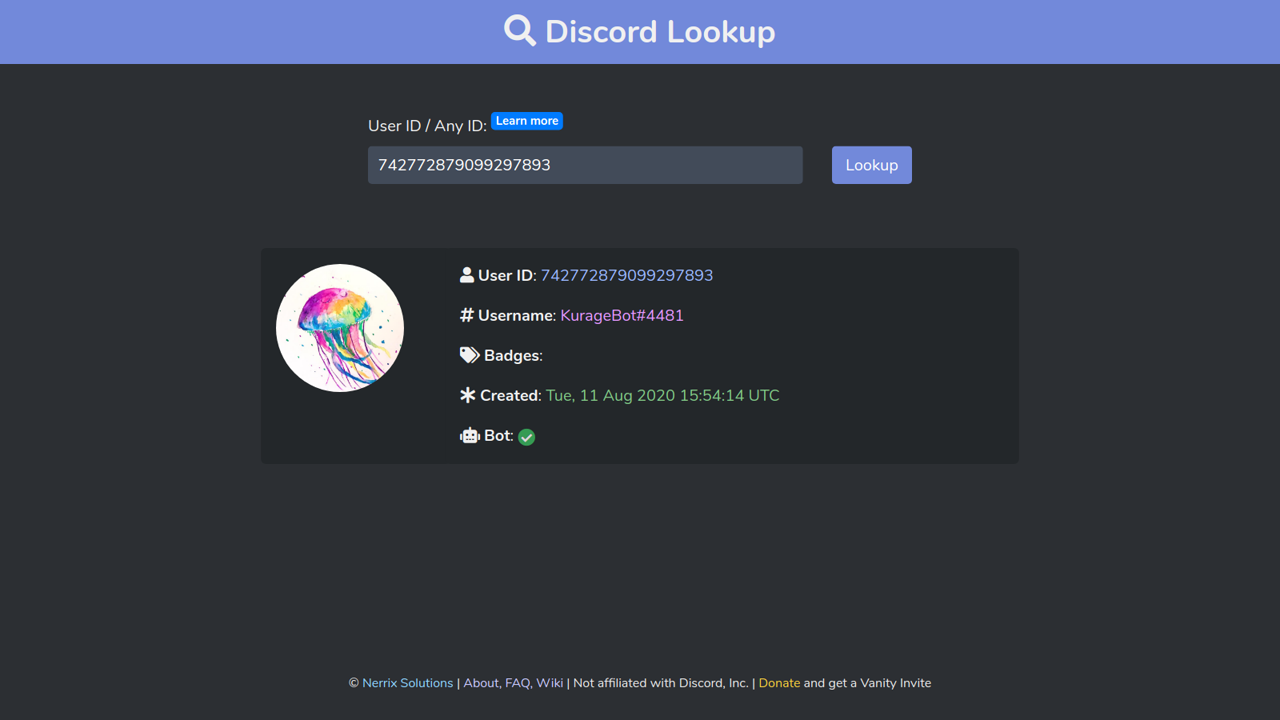 Discord Lookup
User ID / Any ID: Learn more
742772879099297893 Lookup
User ID: 742772879099297893
Username: KurageBot#4481
Badges:
Created: Tue, 11 Aug 2020 15:54:14 UTC
Bot:
© Nerrix Solutions | About, FAQ, Wiki | Not affiliated with Discord, Inc. | Donate and get a Vanity Invite